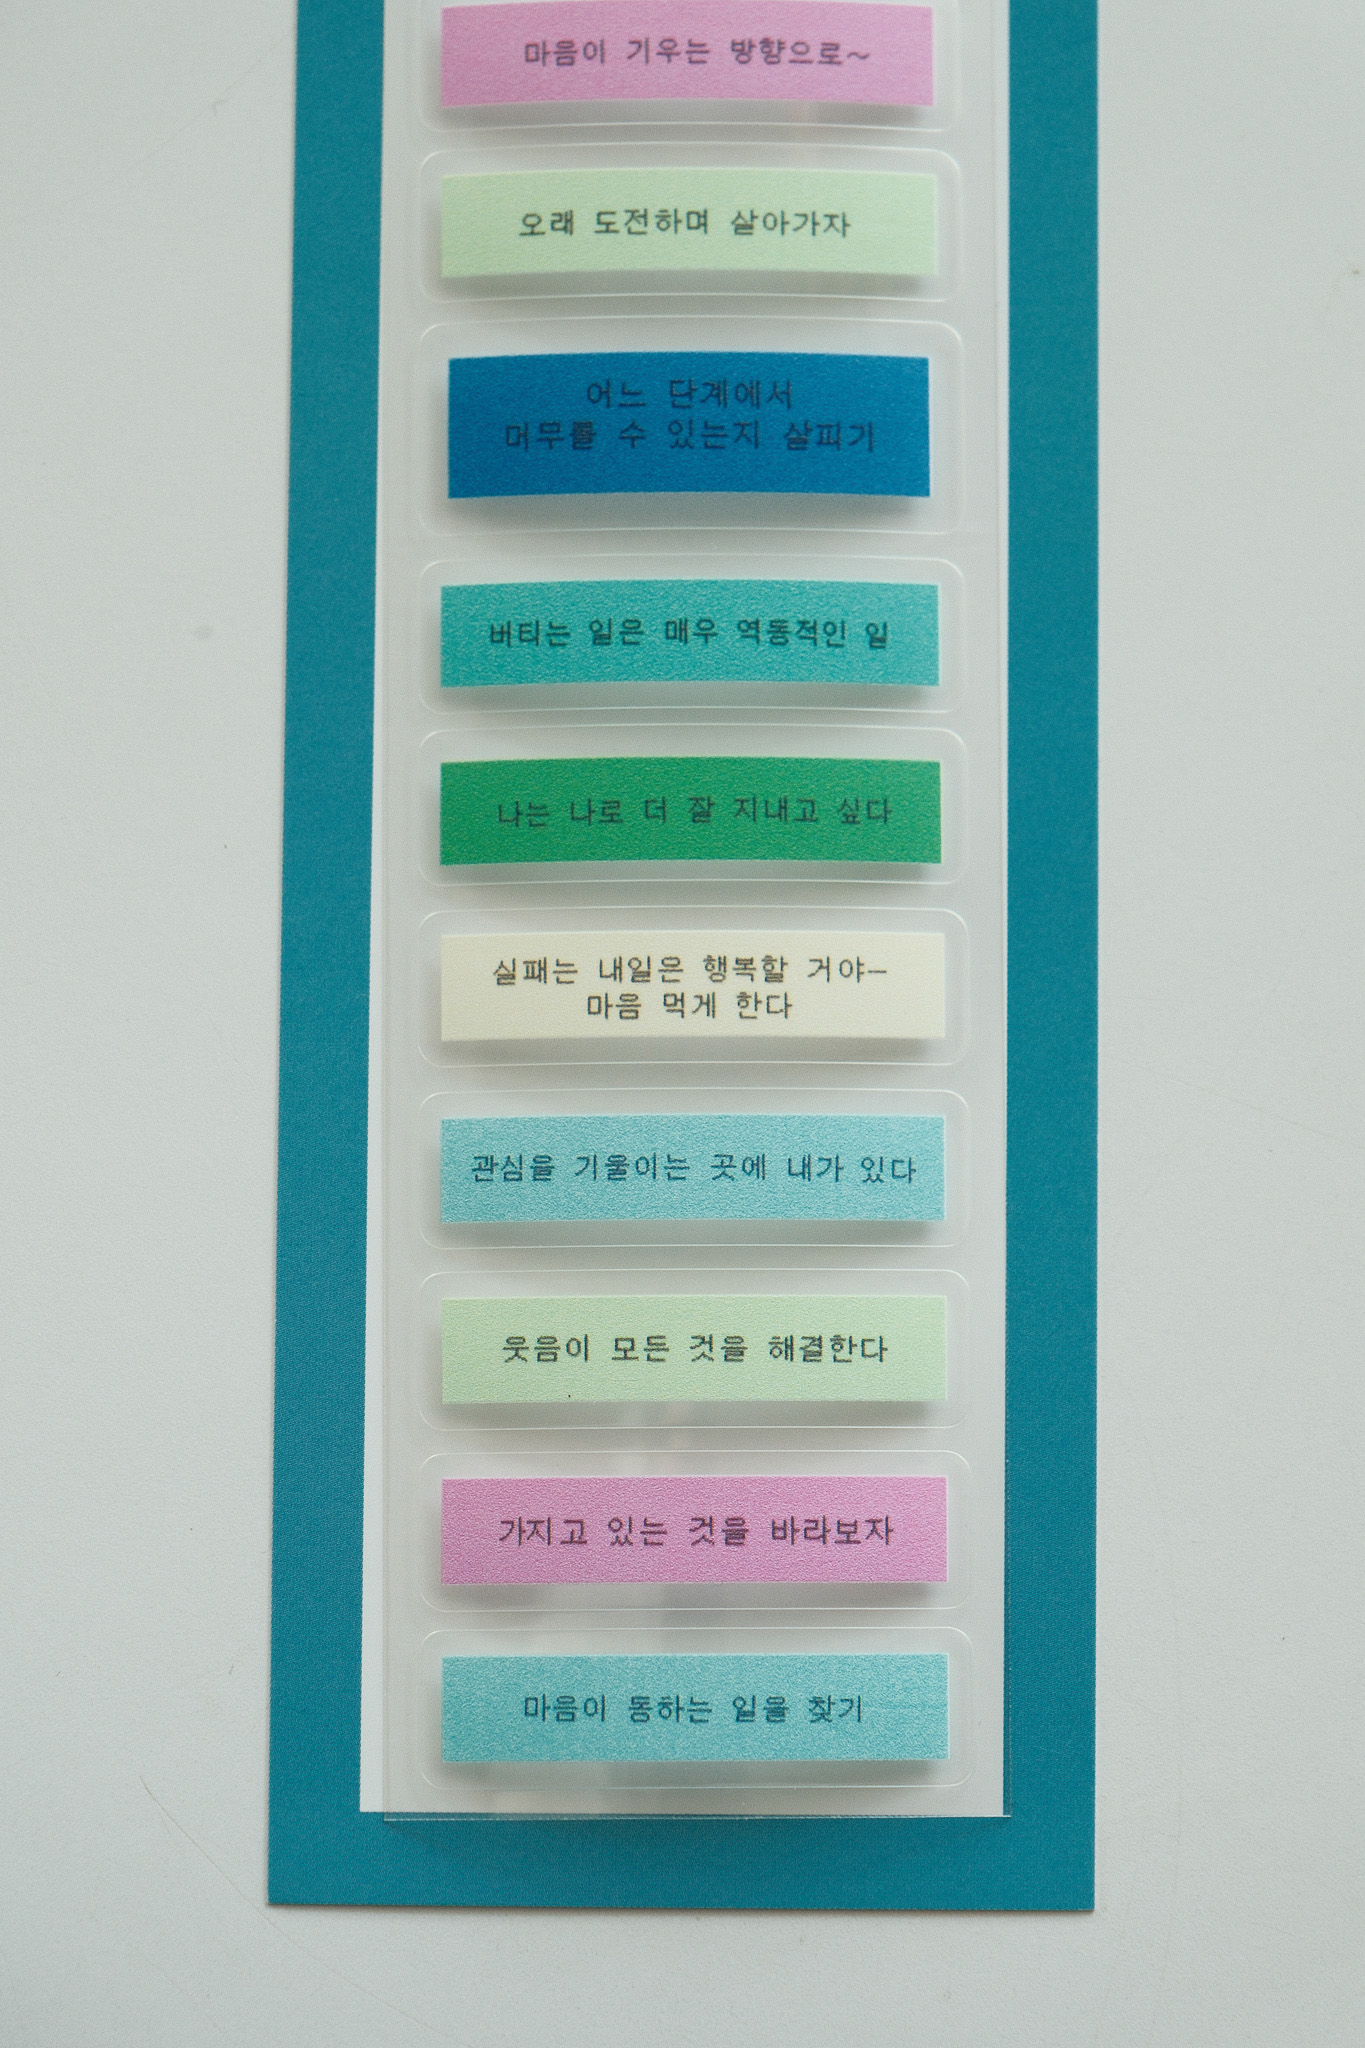 마음이 기우는 방향으로~
오래 도전하며 살아가자
어느 단계에서
머무를 수 있는지 살피기
버티는 일은 매우 역동적인 일
나는 나로 더 잘 지내고 싶다
실패는 내일은 행복할 거야—
마음 먹게 한다
관심을 기울이는 곳에 내가 있다
웃음이 모든 것을 해결한다
가지고 있는 것을 바라보자
마음이 동하는 일을 찾기